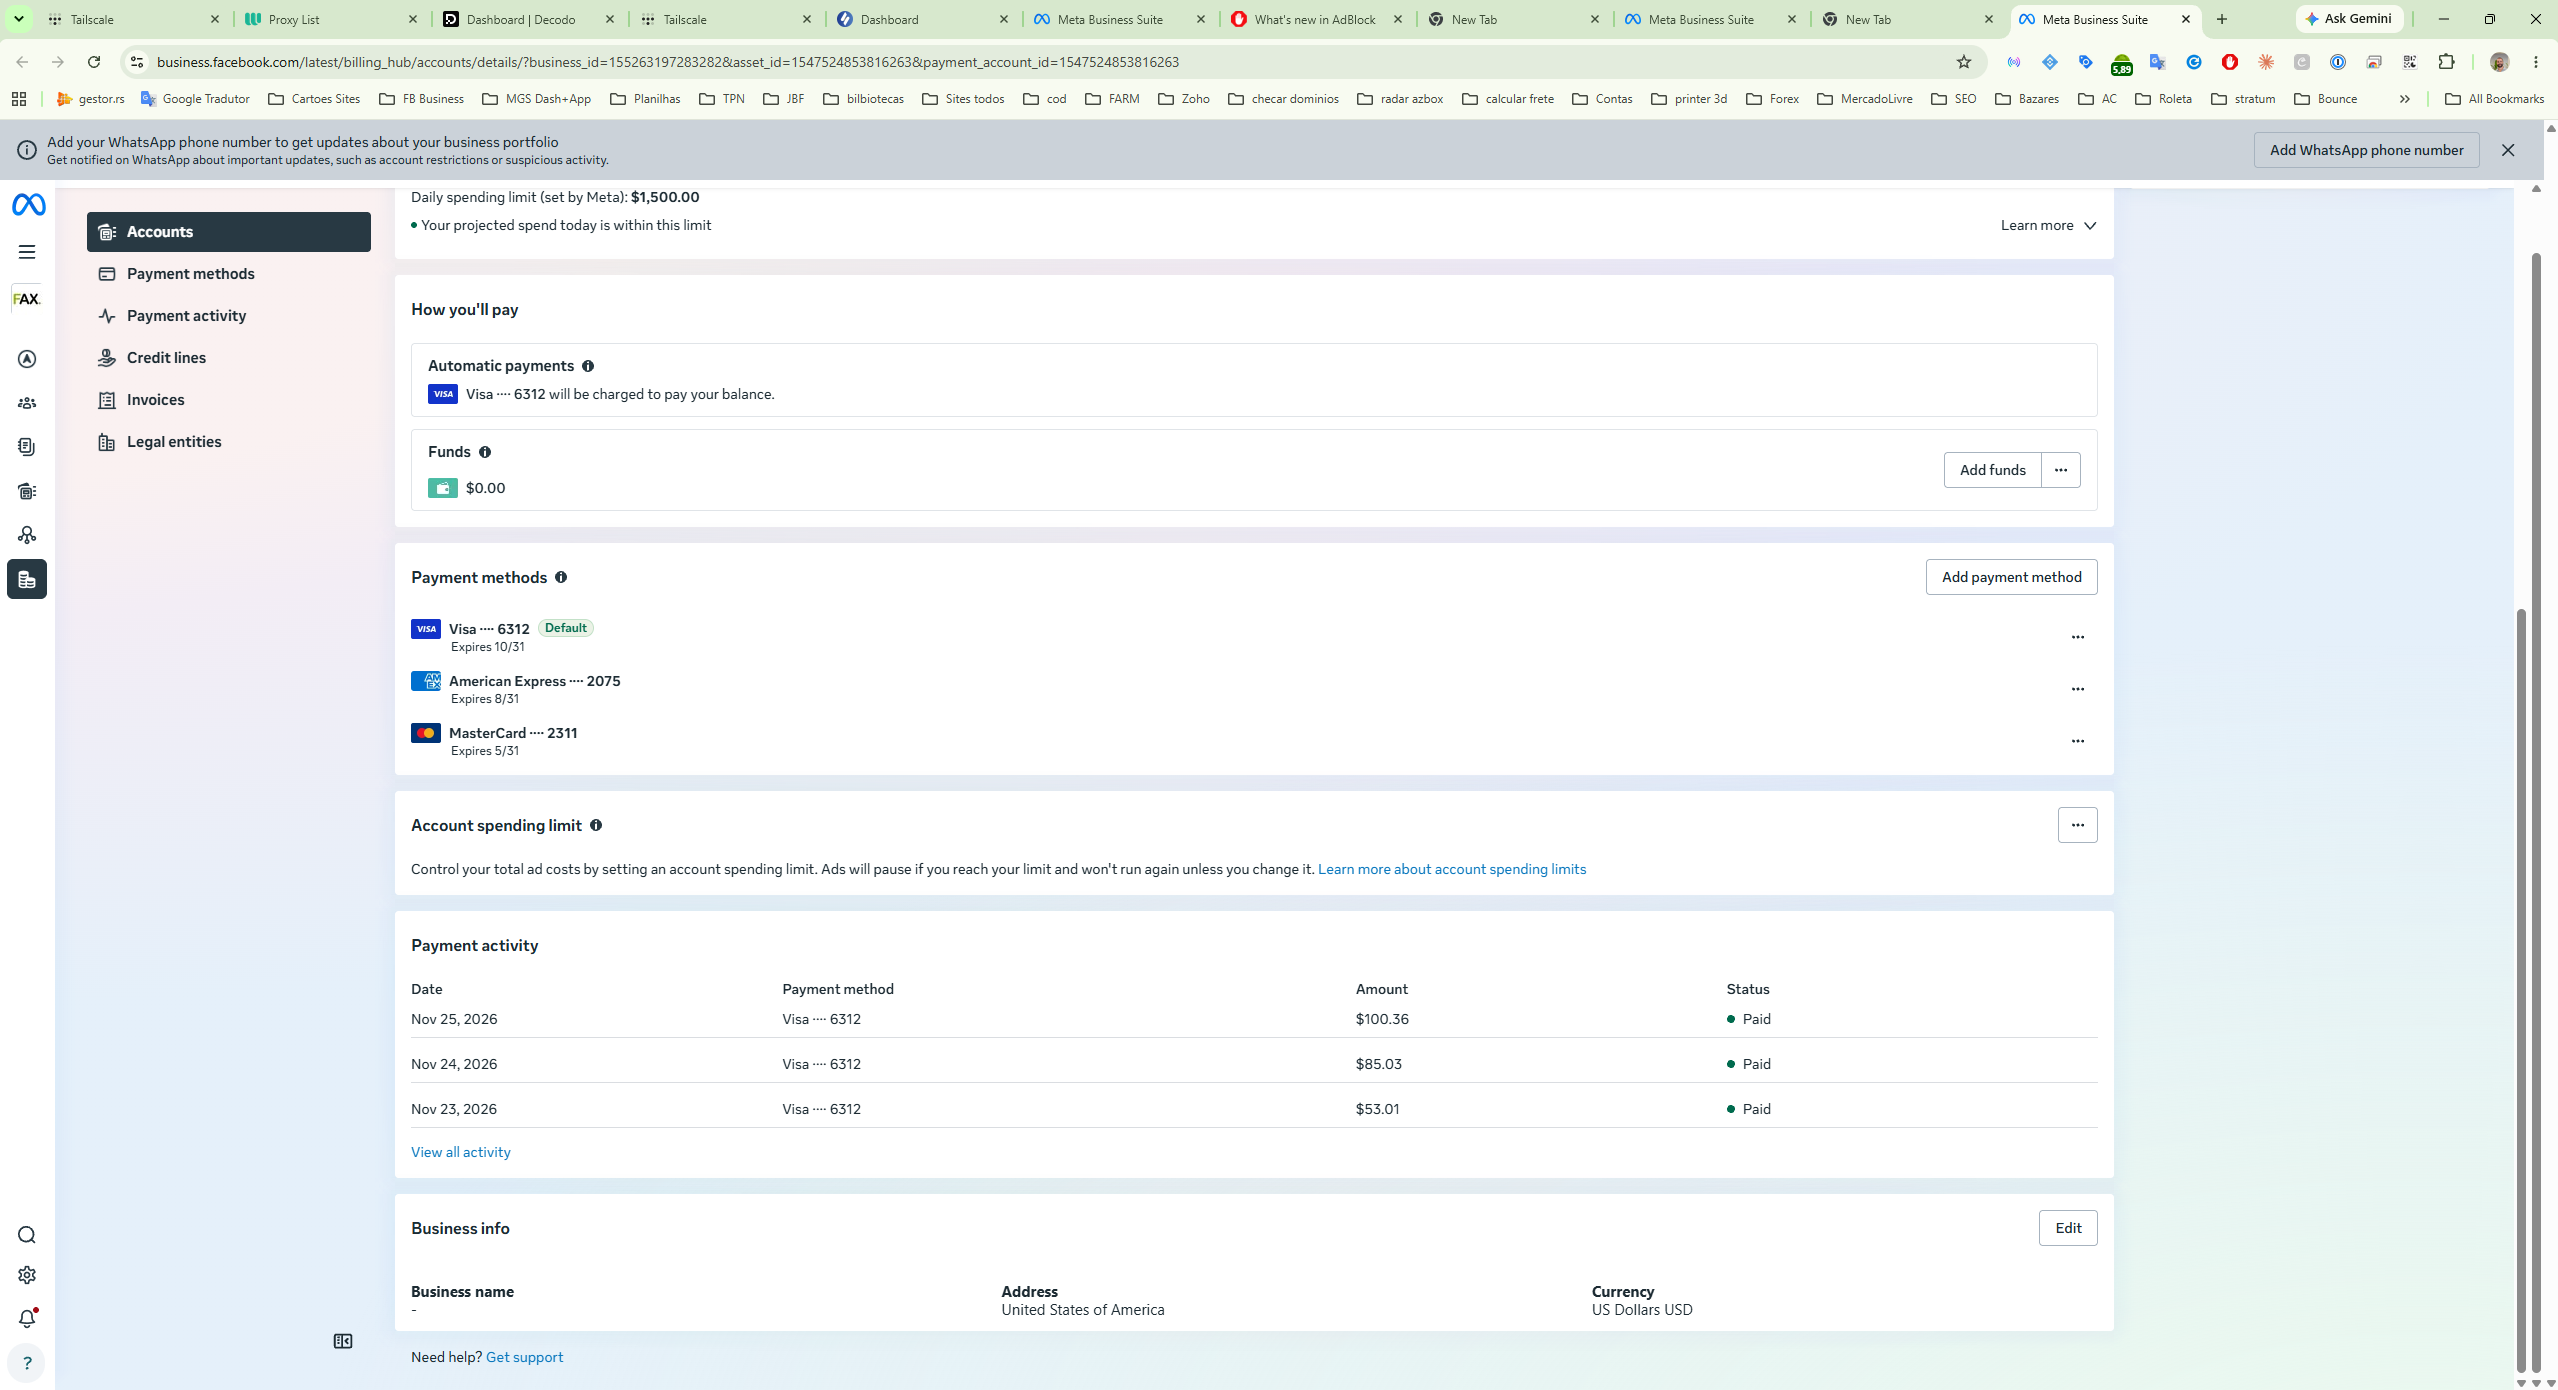 Tailscale
Proxy List
Dashboard | Decodo
Tailscale
Dashboard
Meta Business Suite
What's new in AdBlock
New Tab
Meta Business Suite
New Tab
Meta Business Suite
Ask Gemini
business.facebook.com/latest/billing_hub/accounts/details/?business_id=155263197283282&asset_id=1547524853816263&payment_account_id=1547524853816263
5,89
gestor.rs
Google Tradutor
Cartoes Sites
FB Business
MGS Dash+App
Planilhas
TPN
JBF
bilbiotecas
Sites todos
cod
FARM
Zoho
checar dominios
radar azbox
calcular frete
Contas
printer 3d
Forex
MercadoLivre
SEO
Bazares
AC
Roleta
stratum
Bounce
All Bookmarks
Add your WhatsApp phone number to get updates about your business portfolio
Get notified on WhatsApp about important updates, such as account restrictions or suspicious activity.
Add WhatsApp phone number
FAX.
Accounts
Payment methods
Payment activity
Credit lines
Invoices
Legal entities
Daily spending limit (set by Meta): $1,500.00
Your projected spend today is within this limit
Learn more
How you'll pay
Automatic payments
VISA Visa ···· 6312 will be charged to pay your balance.
Funds
$0.00
Add funds
Payment methods
Add payment method
VISA Visa ···· 6312 Default
Expires 10/31
AM EX American Express ···· 2075
Expires 8/31
MasterCard ···· 2311
Expires 5/31
Account spending limit
Control your total ad costs by setting an account spending limit. Ads will pause if you reach your limit and won't run again unless you change it. Learn more about account spending limits
Payment activity
Date Payment method Amount Status
Nov 25, 2026 Visa ···· 6312 $100.36 Paid
Nov 24, 2026 Visa ···· 6312 $85.03 Paid
Nov 23, 2026 Visa ···· 6312 $53.01 Paid
View all activity
Business info
Edit
Business name Address Currency
- United States of America US Dollars USD
Need help? Get support